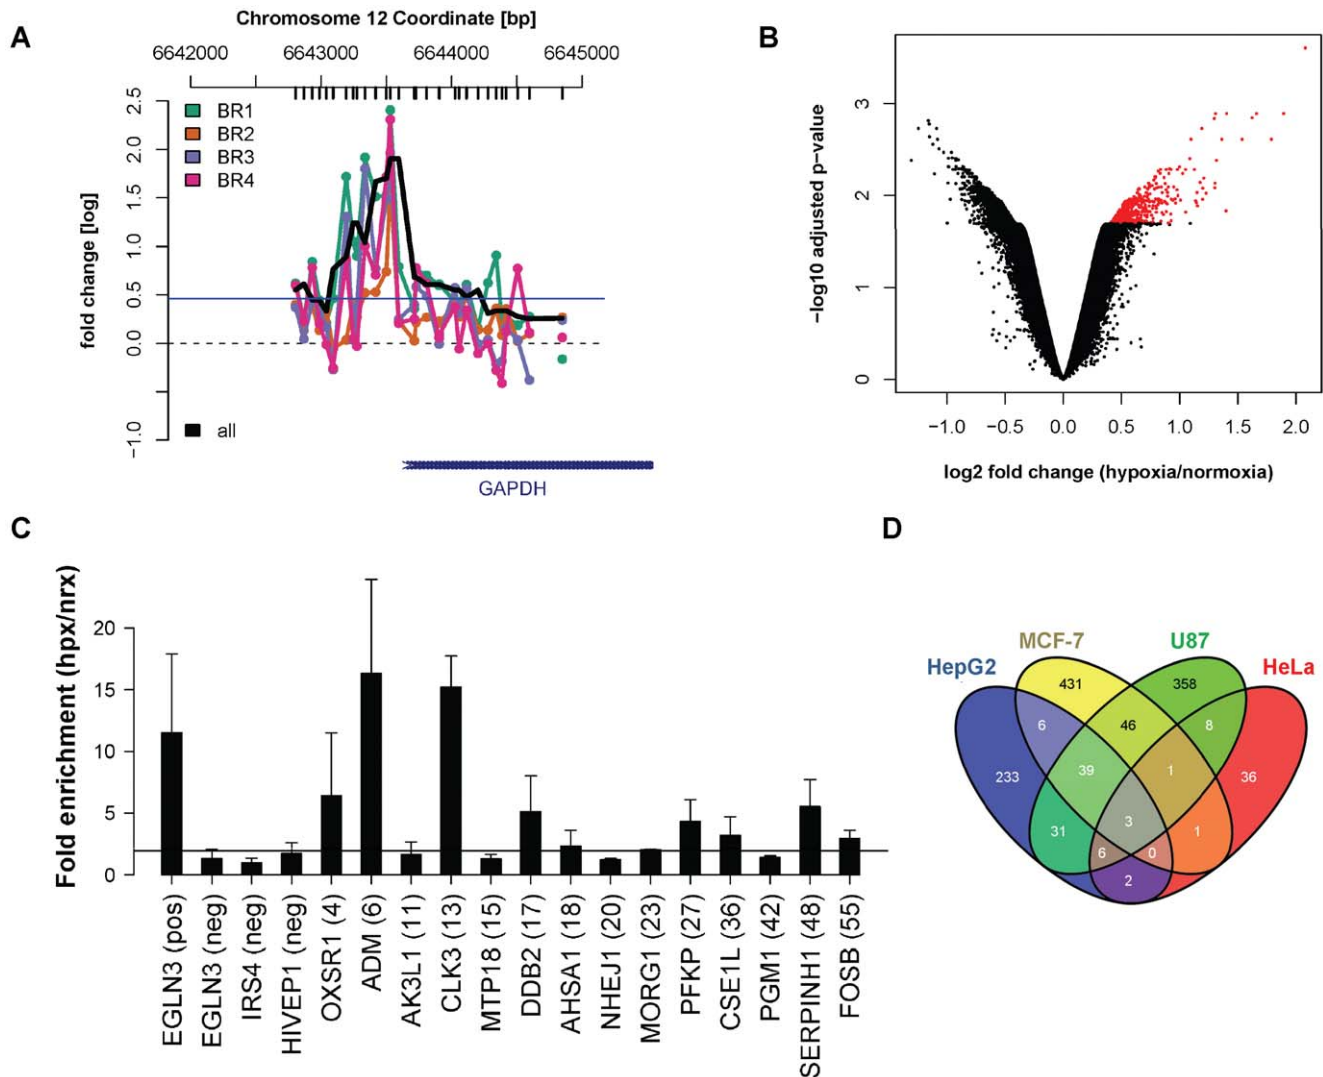 A
Chromosome 12 Coordinate [bp]
6642000 6643000 6644000 6645000
fold change [log]
2.5
2.0
1.5
1.0
0.5
0.0
−1.0
BR1
BR2
BR3
BR4
all
GAPDH
B
−log10 adjusted p−value
3
2
1
0
−1.0 −0.5 0.0 0.5 1.0 1.5 2.0
log2 fold change (hypoxia/normoxia)
C
Fold enrichment (hpx/nrx)
20
15
10
5
0
EGLN3 (pos)
EGLN3 (neg)
IRS4 (neg)
HIVEP1 (neg)
OXSR1 (4)
ADM (6)
AK3L1 (11)
CLK3 (13)
MTP18 (15)
DDB2 (17)
AHSA1 (18)
NHEJ1 (20)
MORG1 (23)
PFKP (27)
CSE1L (36)
PGM1 (42)
SERPINH1 (48)
FOSB (55)
D
MCF-7 U87
HepG2 HeLa
431 358
6 46 8
233 39 1 36
31 3 1
6 0
2